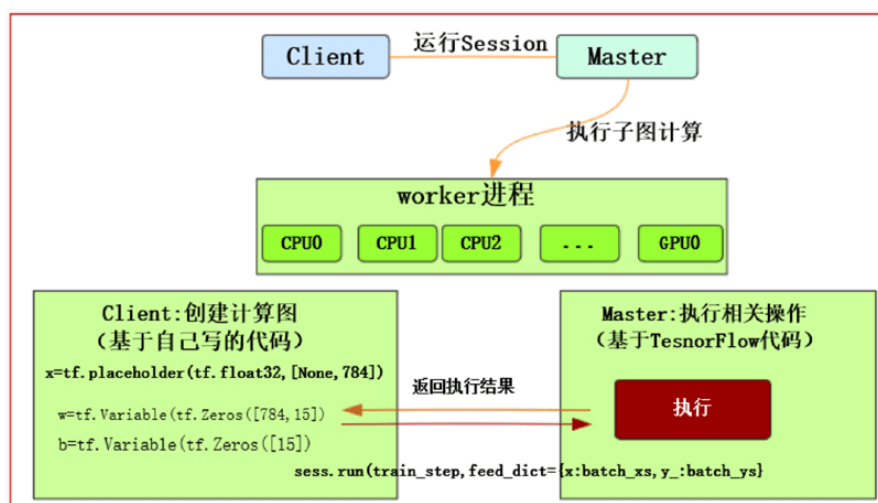 Client
运行Session
Master
执行子图计算
worker进程
CPU0
CPU1
CPU2
...
GPU0
Client:创建计算图
（基于自己写的代码）
x=tf.placeholder(tf.float32,[None,784])
w=tf.Variable(tf.Zeros([784,15])
b=tf.Variable(tf.Zeros([15])
Master:执行相关操作
（基于TesnorFlow代码）
返回执行结果
执行
sess.run(train_step,feed_dict={x:batch_xs,y_:batch_ys}